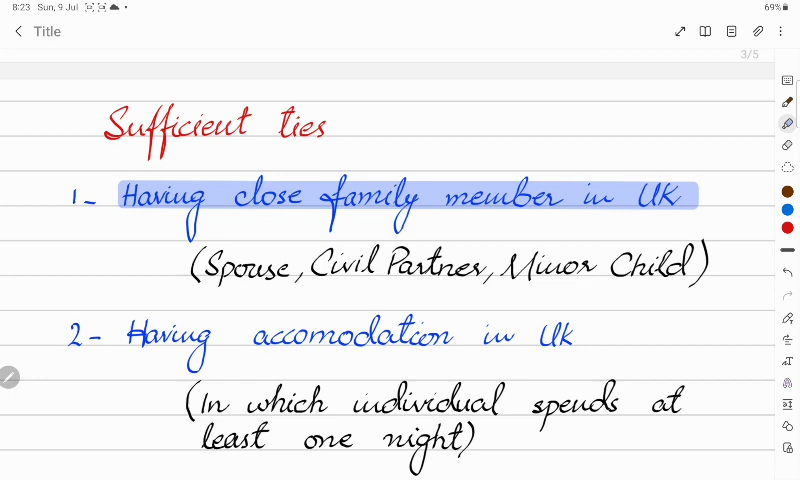 8:23 Sun, 9 Jul 69%
Title
3/5
Sufficient ties
1- Having close family member in UK
(Spouse, Civil Partner, Minor Child)
2- Having accomodation in UK
(In which individual spends at
least one night)